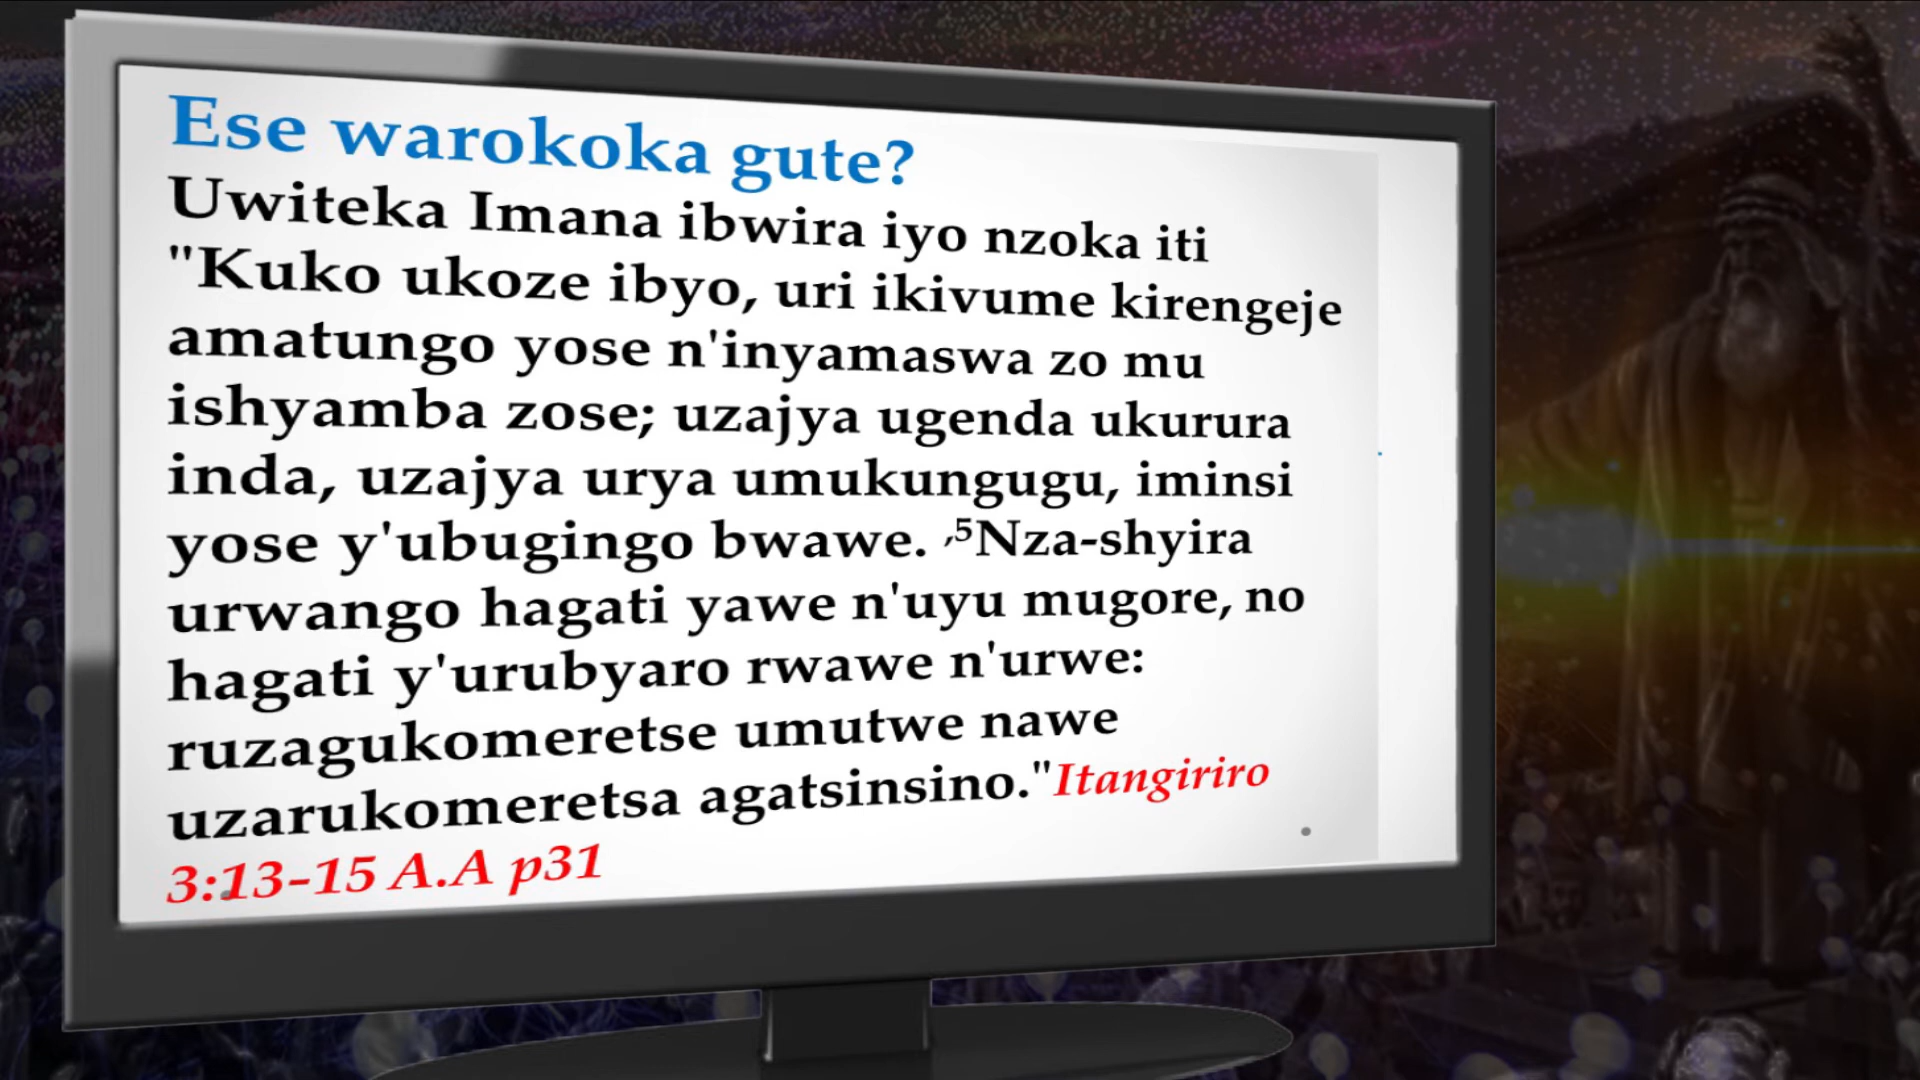 Ese warokoka gute?
Uwiteka Imana ibwira iyo nzoka iti
"Kuko ukoze ibyo, uri ikivume kirengeje
amatungo yose n'inyamaswa zo mu
ishyamba zose; uzajya ugenda ukurura
inda, uzajya urya umukungugu, iminsi
yose y'ubugingo bwawe. ,5Nza-shyira
urwango hagati yawe n'uyu mugore, no
hagati y'urubyaro rwawe n'urwe:
ruzagukomeretse umutwe nawe
uzarukomeretsa agatsinsino."Itangiriro
3:13-15 A.A p31